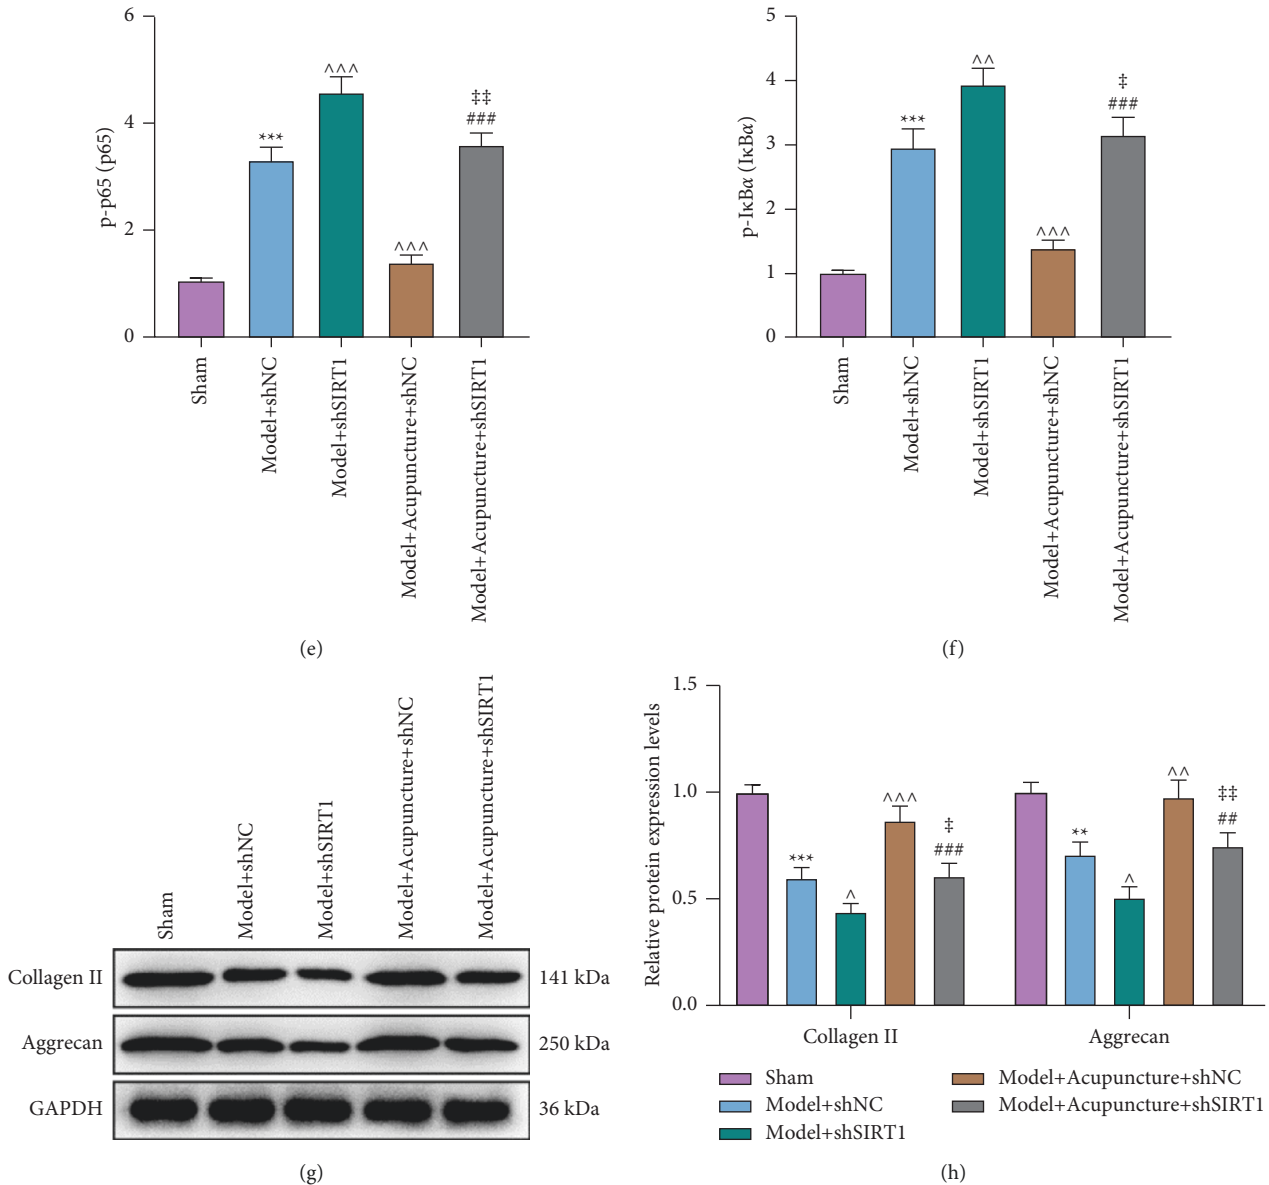 p-p65 (p65)
6
4
2
0
***
^^^
^^^
‡‡
###
Sham
Model+shNC
Model+shSIRT1
Model+Acupuncture+shNC
Model+Acupuncture+shSIRT1
(e)
p-IκBα (IκBα)
5
4
3
2
1
0
***
^^
^^^
‡
###
Sham
Model+shNC
Model+shSIRT1
Model+Acupuncture+shNC
Model+Acupuncture+shSIRT1
(f)
Sham
Model+shNC
Model+shSIRT1
Model+Acupuncture+shNC
Model+Acupuncture+shSIRT1
Collagen II 141 kDa
Aggrecan 250 kDa
GAPDH 36 kDa
(g)
Relative protein expression levels
1.5
1.0
0.5
0.0
***
^
^^^
‡
###
**
^
^^
‡‡
##
Collagen II
Aggrecan
Sham
Model+shNC
Model+shSIRT1
Model+Acupuncture+shNC
Model+Acupuncture+shSIRT1
(h)